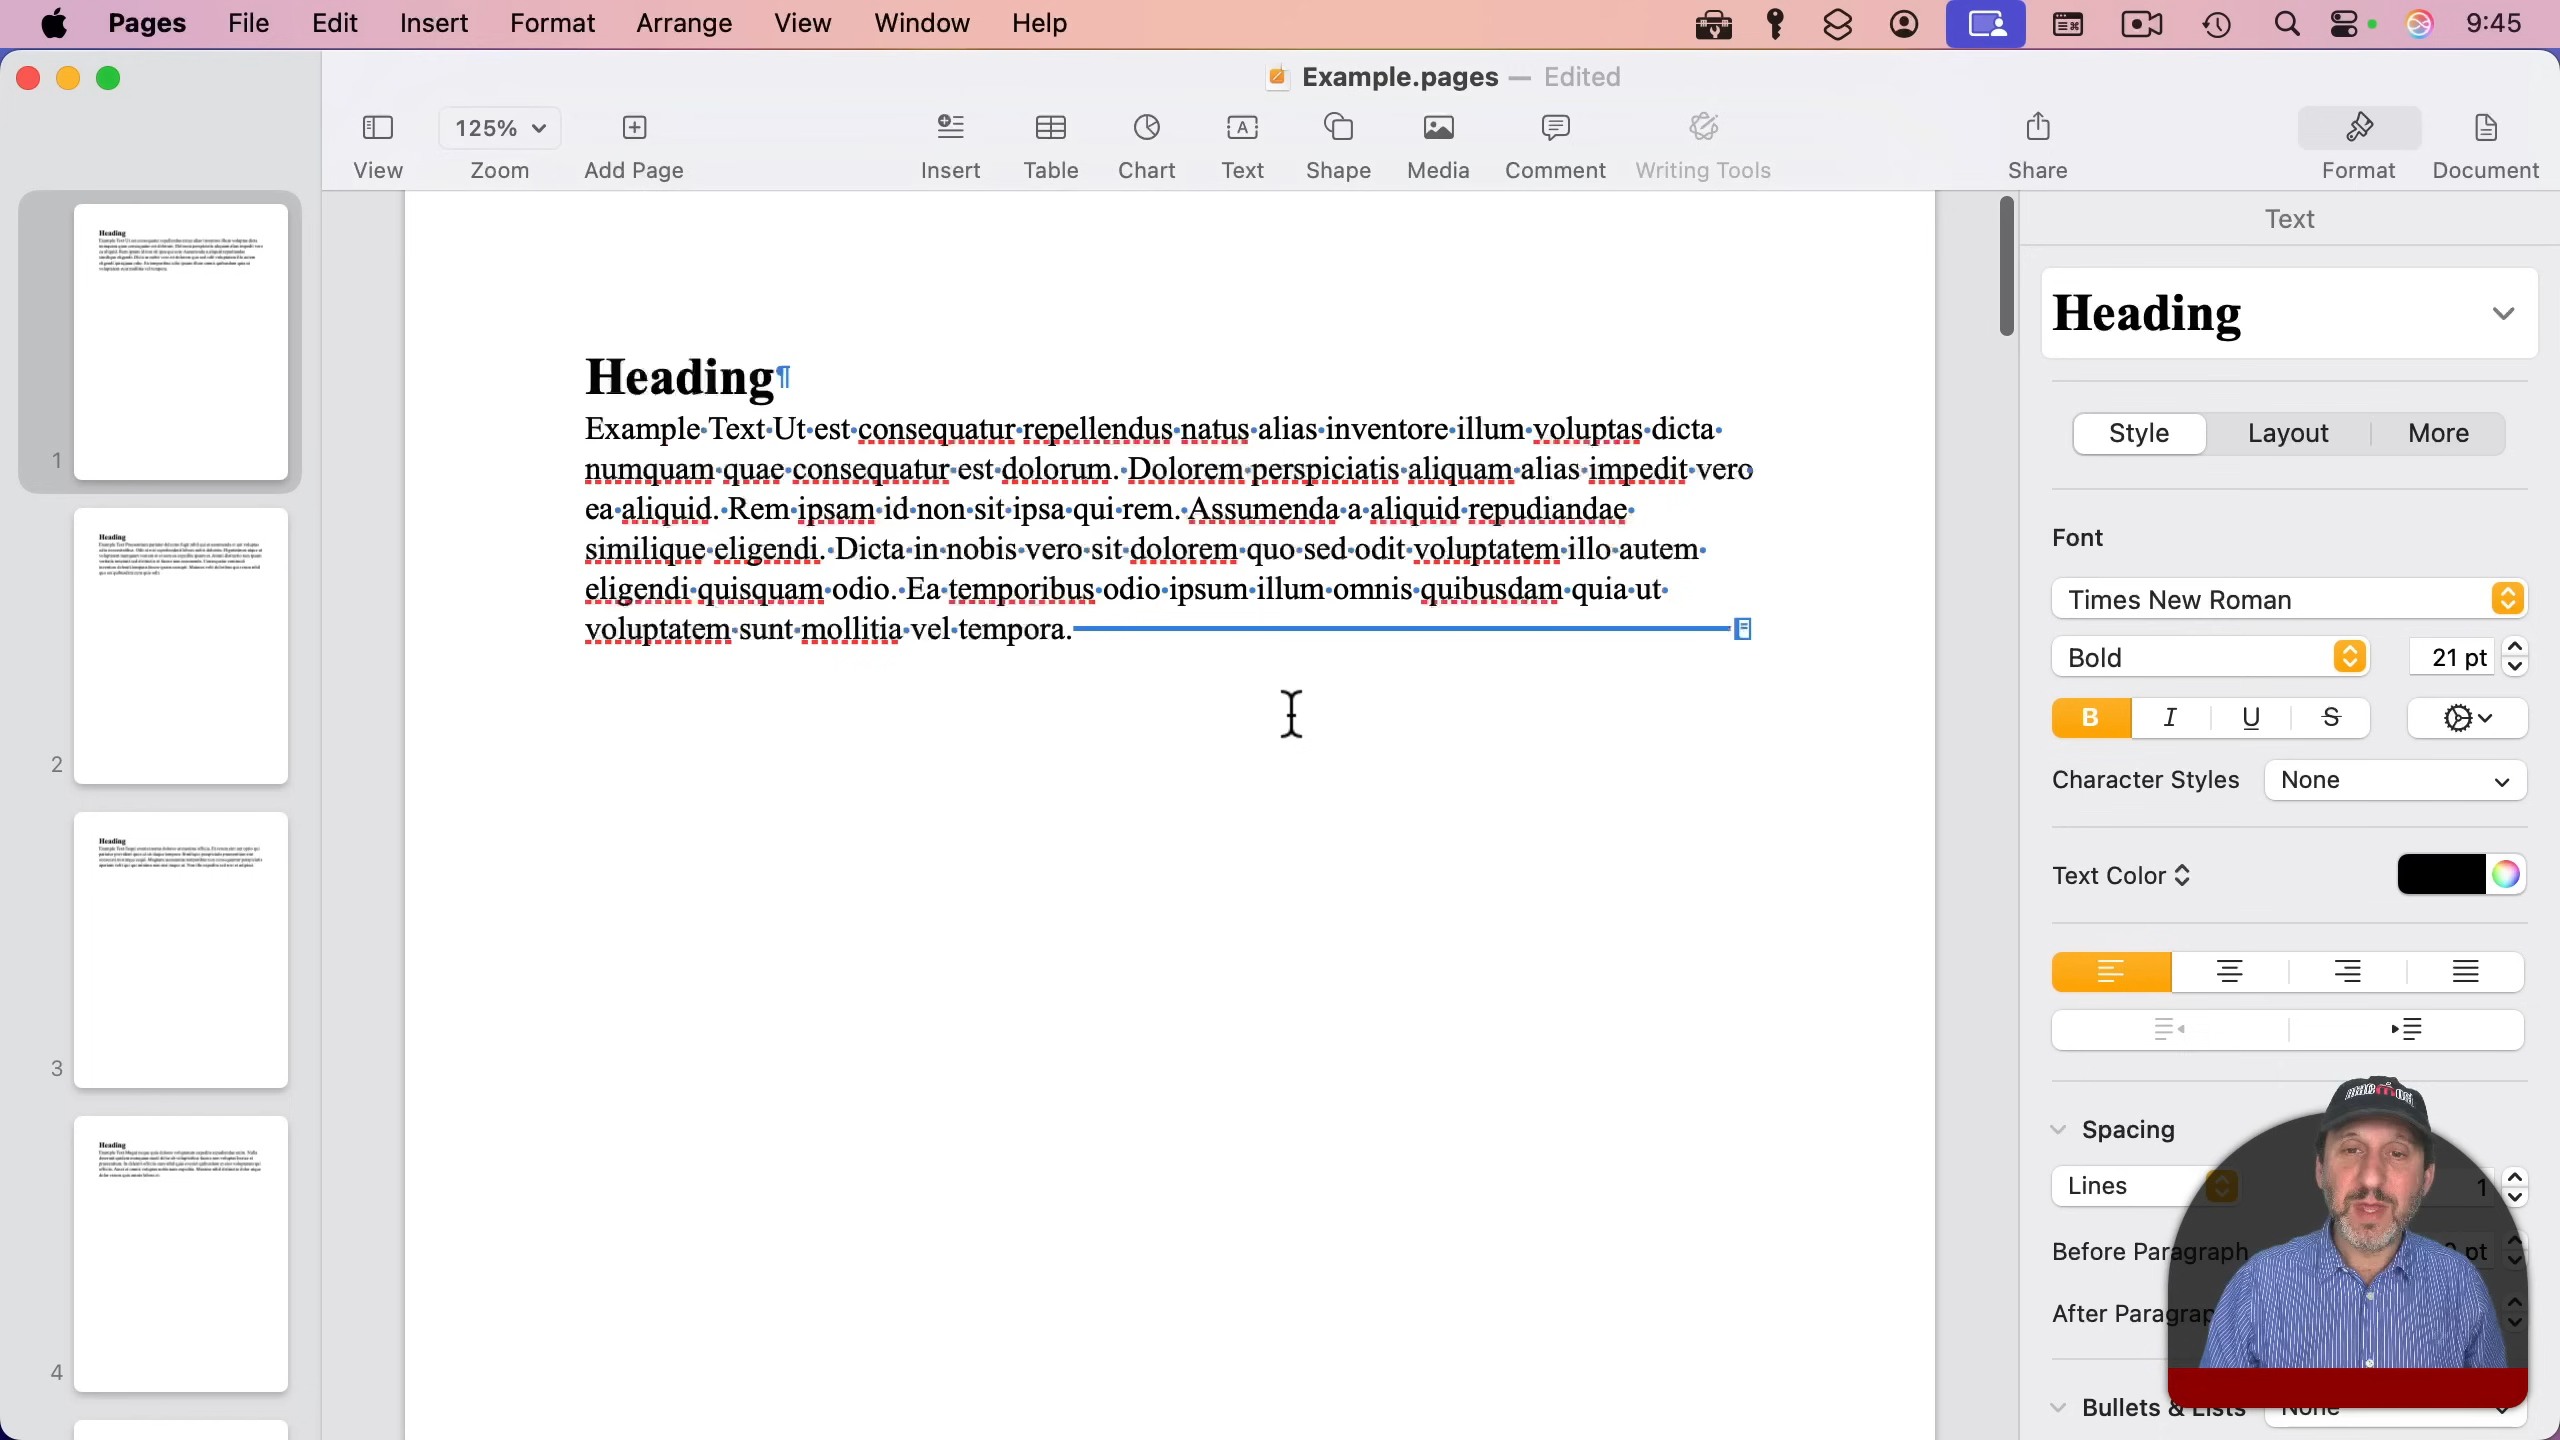 Pages File Edit Insert Format Arrange View Window Help 9:45
Example.pages — Edited
125%
View Zoom Add Page Insert Table Chart Text Shape Media Comment Writing Tools Share Format Document
Text
Heading
Style Layout More
Font
Times New Roman
Bold 21 pt
B I U S
Character Styles None
Text Color
Spacing
Lines 1
Before Paragraph pt
After Paragrap
Bullets & Lists None
Heading¶
Example·Text·Ut·est·consequatur·repellendus·natus·alias·inventore·illum·voluptas·dicta·
numquam·quae·consequatur·est·dolorum.·Dolorem·perspiciatis·aliquam·alias·impedit·vero
ea·aliquid.·Rem·ipsam·id·non·sit·ipsa·qui·rem.·Assumenda·a·aliquid·repudiandae·
similique·eligendi.·Dicta·in·nobis·vero·sit·dolorem·quo·sed·odit·voluptatem·illo·autem·
eligendi·quisquam·odio.·Ea·temporibus·odio·ipsum·illum·omnis·quibusdam·quia·ut·
voluptatem·sunt·mollitia·vel·tempora.
Heading
1
Heading
2
Heading
3
Heading
4